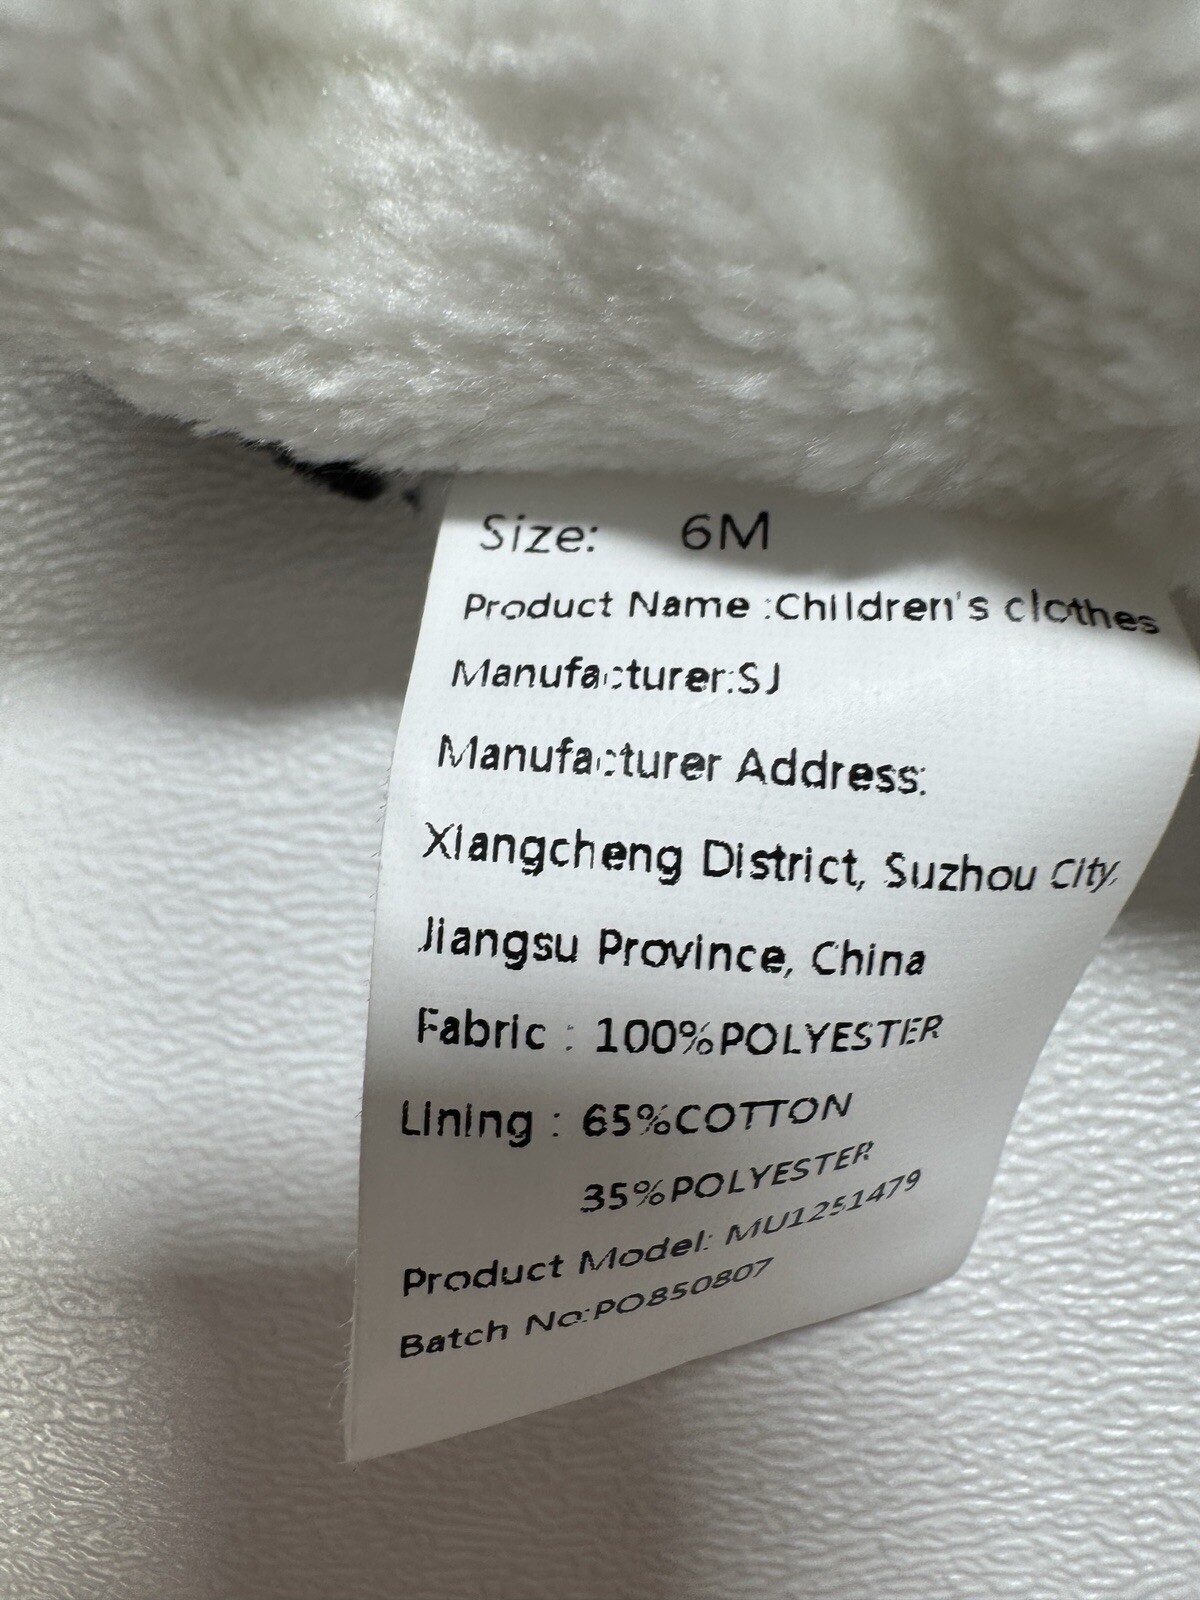 Size: 6M
Product Name :Children's clothes
Manufacturer:SJ
Manufacturer Address:
Xiangcheng District, Suzhou City,
Jiangsu Province, China
Fabric : 100%POLYESTER
Lining : 65%COTTON
35%POLYESTER
Product Model: MU1251479
Batch No:PO850807